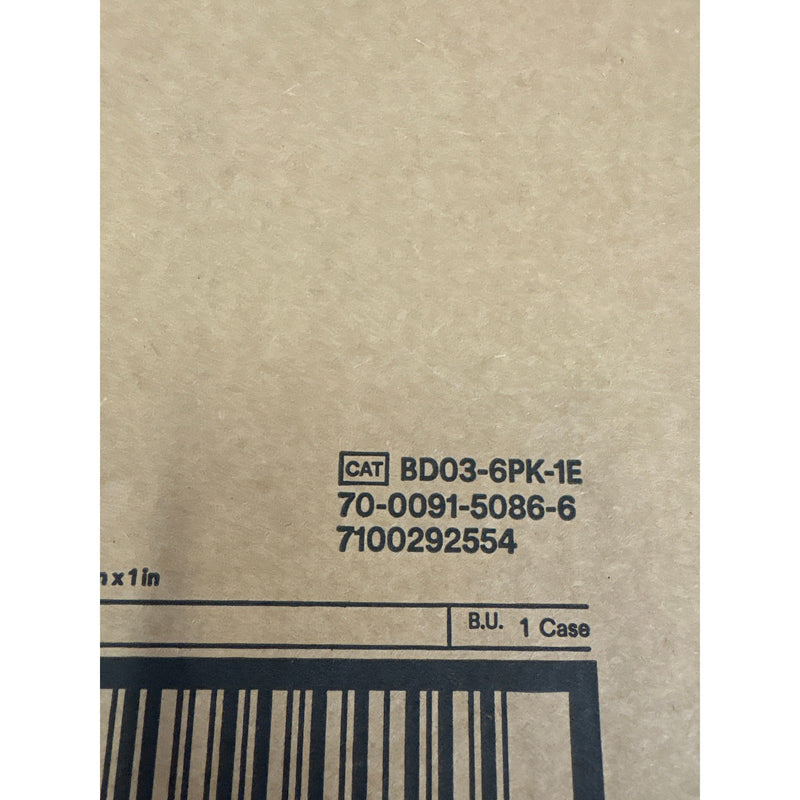 CAT BD03-6PK-1E
70-0091-5086-6
7100292554
x 1 in
B.U. 1 Case